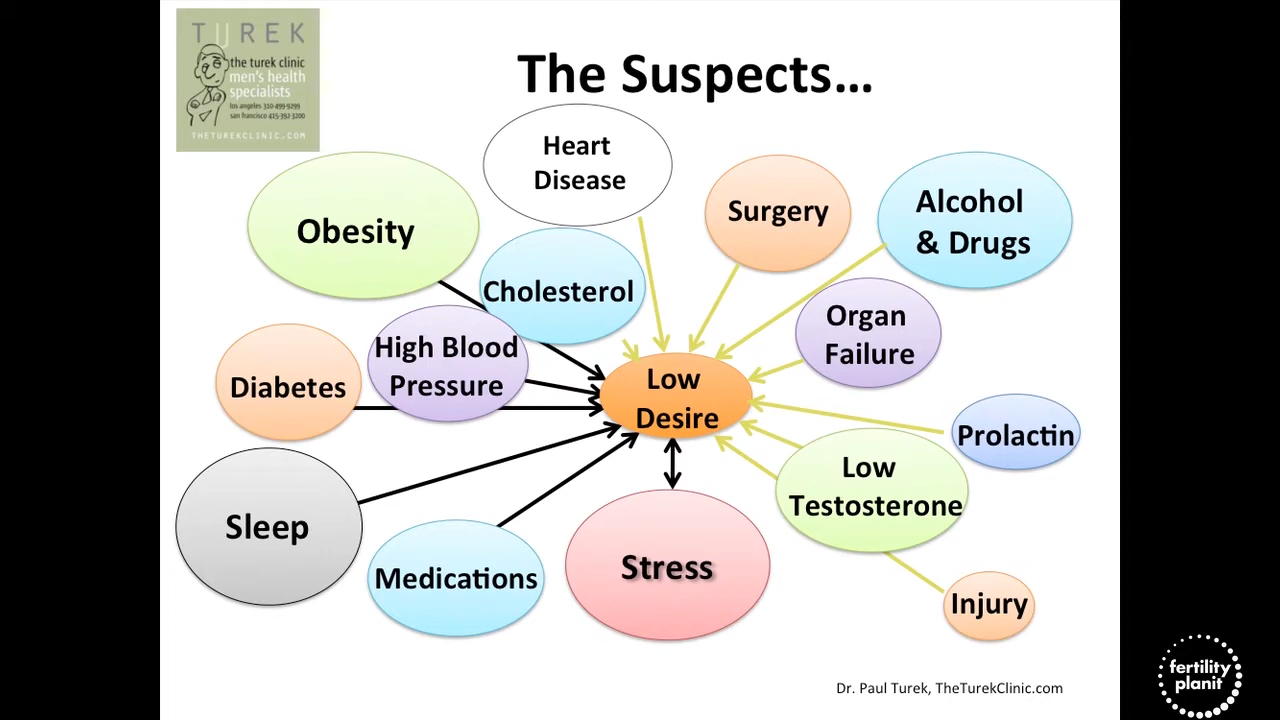 TUREK
the turek clinic
men's health
specialists
los angeles 310-499-9299
san francisco 415-392-3200
THETUREKCLINIC.COM
The Suspects...
Heart
Disease
Surgery
Alcohol
& Drugs
Obesity
Cholesterol
Organ
Failure
High Blood
Pressure
Diabetes
Low
Desire
Prolactin
Low
Testosterone
Sleep
Medications
Stress
Injury
Dr. Paul Turek, TheTurekClinic.com
fertility
planit